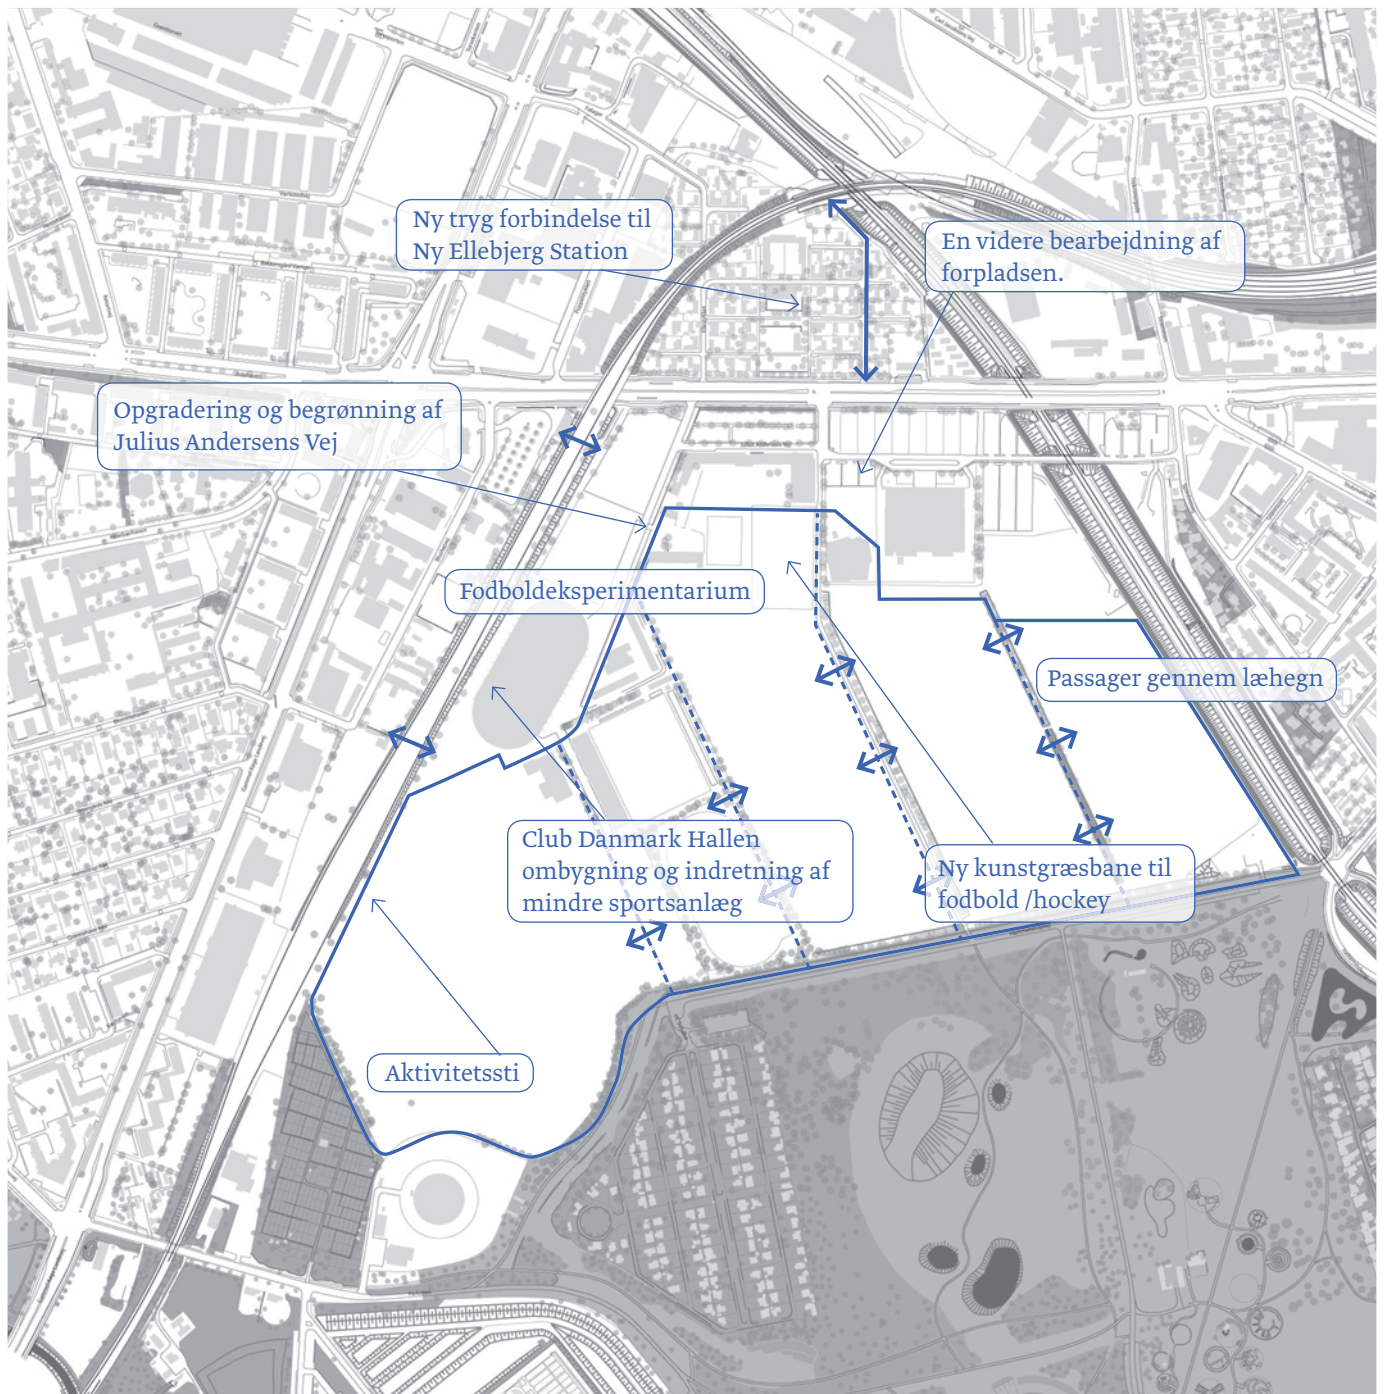 Ny tryg forbindelse til
Ny Ellebjerg Station
En videre bearbejdning af
forpladsen.
Opgradering og begrønning af
Julius Andersens Vej
Fodboldeksperimentarium
Passager gennem læhegn
Club Danmark Hallen
ombygning og indretning af
mindre sportsanlæg
Ny kunstgræsbane til
fodbold /hockey
Aktivitetssti